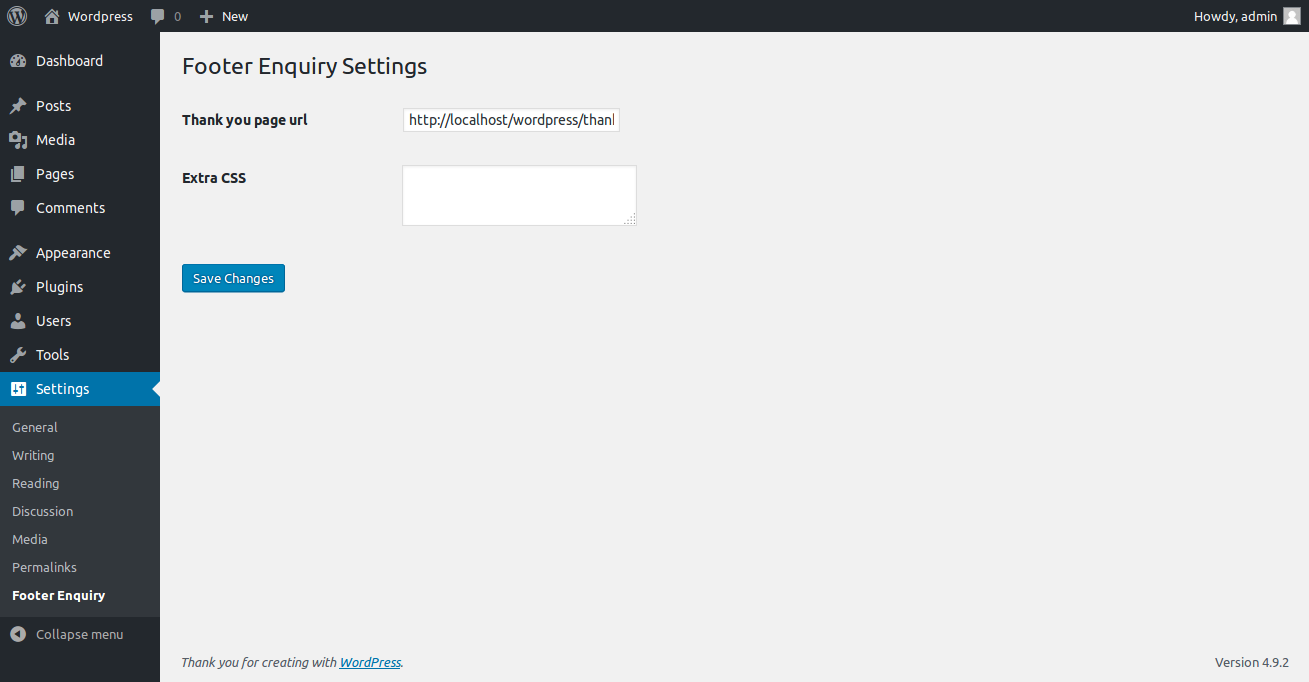 Wordpress 0 New Howdy, admin
Dashboard
Posts
Media
Pages
Comments
Appearance
Plugins
Users
Tools
Settings
General
Writing
Reading
Discussion
Media
Permalinks
Footer Enquiry
Collapse menu
Footer Enquiry Settings
Thank you page url http://localhost/wordpress/than
Extra CSS
Save Changes
Thank you for creating with WordPress.
Version 4.9.2